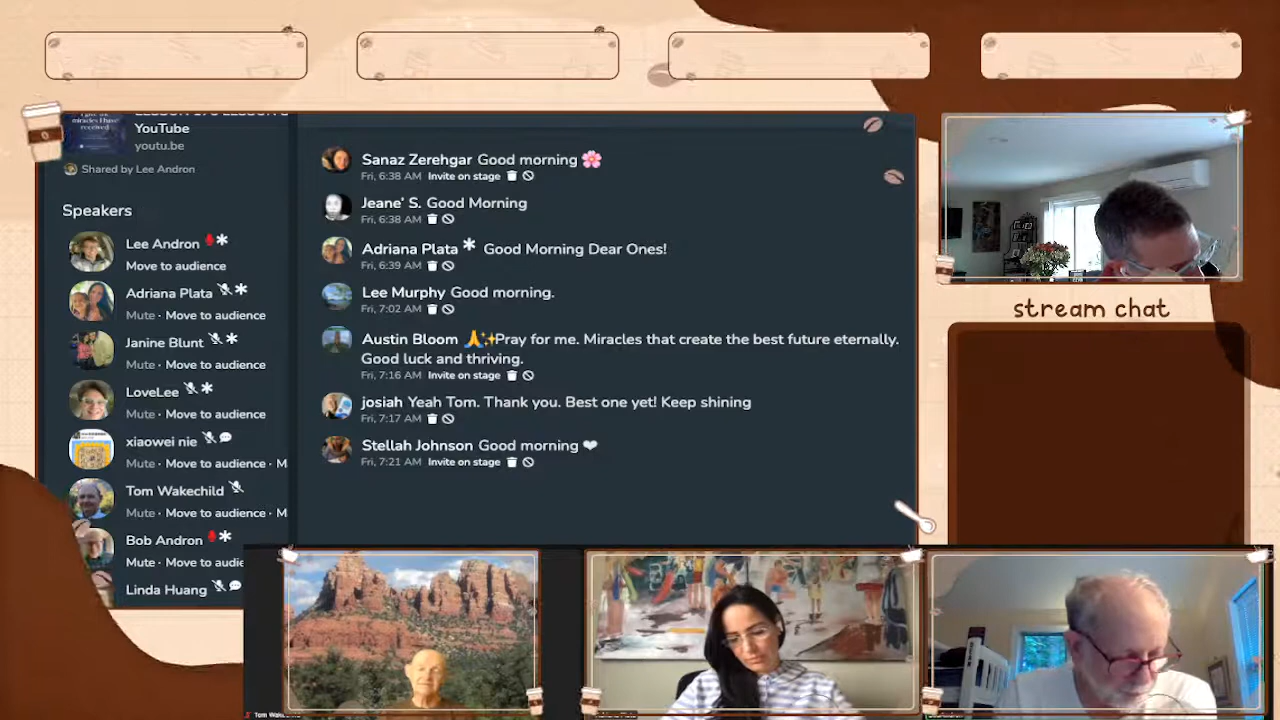 miracles I have
received
YouTube
youtu.be
Shared by Lee Andron
Speakers
Lee Andron
Move to audience
Adriana Plata
Mute · Move to audience
Janine Blunt
Mute · Move to audience
LoveLee
Mute · Move to audience
xiaowei nie
Mute · Move to audience · M
Tom Wakechild
Mute · Move to audience · M
Bob Andron
Mute · Move to audie
Linda Huang
Sanaz Zerehgar Good morning 🌸
Fri, 6:38 AM Invite on stage
Jeane' S. Good Morning
Fri, 6:38 AM
Adriana Plata * Good Morning Dear Ones!
Fri, 6:39 AM
Lee Murphy Good morning.
Fri, 7:02 AM
Austin Bloom 🙏✨Pray for me. Miracles that create the best future eternally.
Good luck and thriving.
Fri, 7:16 AM Invite on stage
josiah Yeah Tom. Thank you. Best one yet! Keep shining
Fri, 7:17 AM
Stellah Johnson Good morning ❤
Fri, 7:21 AM Invite on stage
stream chat